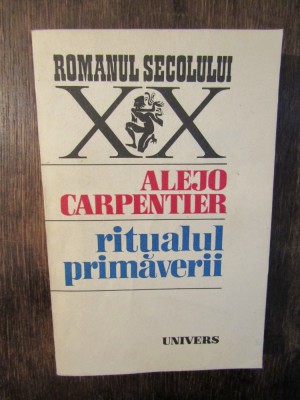 ROMANUL SECOLULUI
XX
ALEJO
CARPENTIER
ritualul
primăverii
UNIVERS